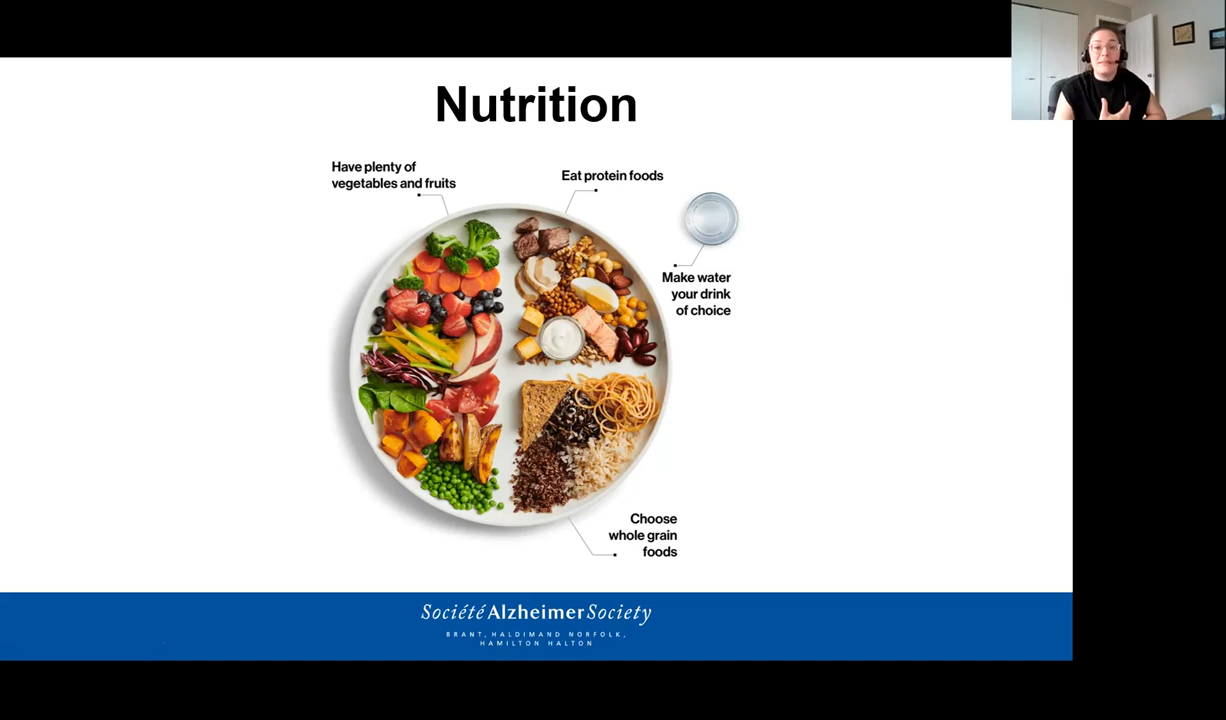 Nutrition
Have plenty of
vegetables and fruits
Eat protein foods
Make water
your drink
of choice
Choose
whole grain
foods
Société Alzheimer Society
BRANT, HALDIMAND NORFOLK,
HAMILTON HALTON